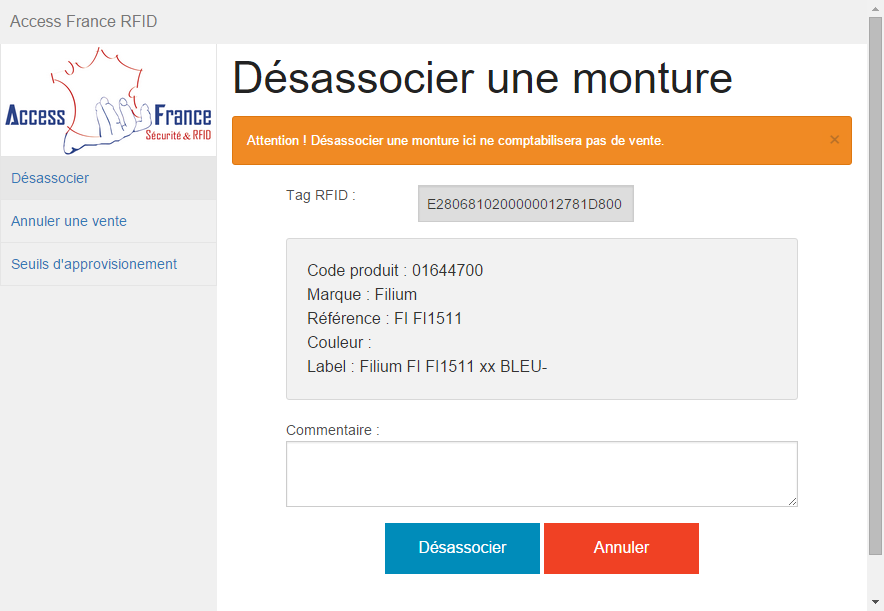 Access France RFID
Access France
Sécurité & RFID
Désassocier
Annuler une vente
Seuils d'approvisionement
Désassocier une monture
Attention ! Désassocier une monture ici ne comptabilisera pas de vente. ×
Tag RFID : E2806810200000012781D800
Code produit : 01644700
Marque : Filium
Référence : FI FI1511
Couleur :
Label : Filium FI FI1511 xx BLEU-
Commentaire :
Désassocier Annuler